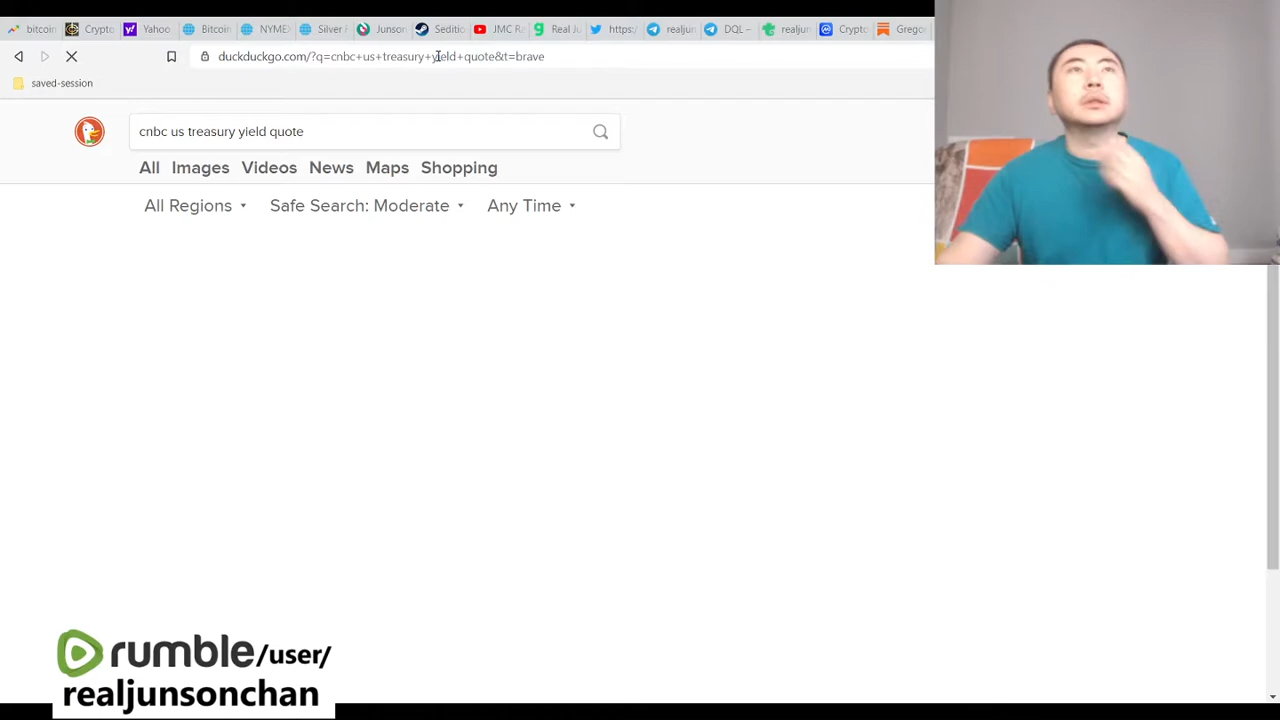 bitcoin Crypto Yahoo Bitcoin NYME Silver F Junson Seditio JMC R Real Ju https: realjun DQL – realjun Crypto Grego
duckduckgo.com/?q=cnbc+us+treasury+yield+quote&t=brave
saved-session
cnbc us treasury yield quote
All Images Videos News Maps Shopping
All Regions Safe Search: Moderate Any Time
rumble/user/
realjunsonchan